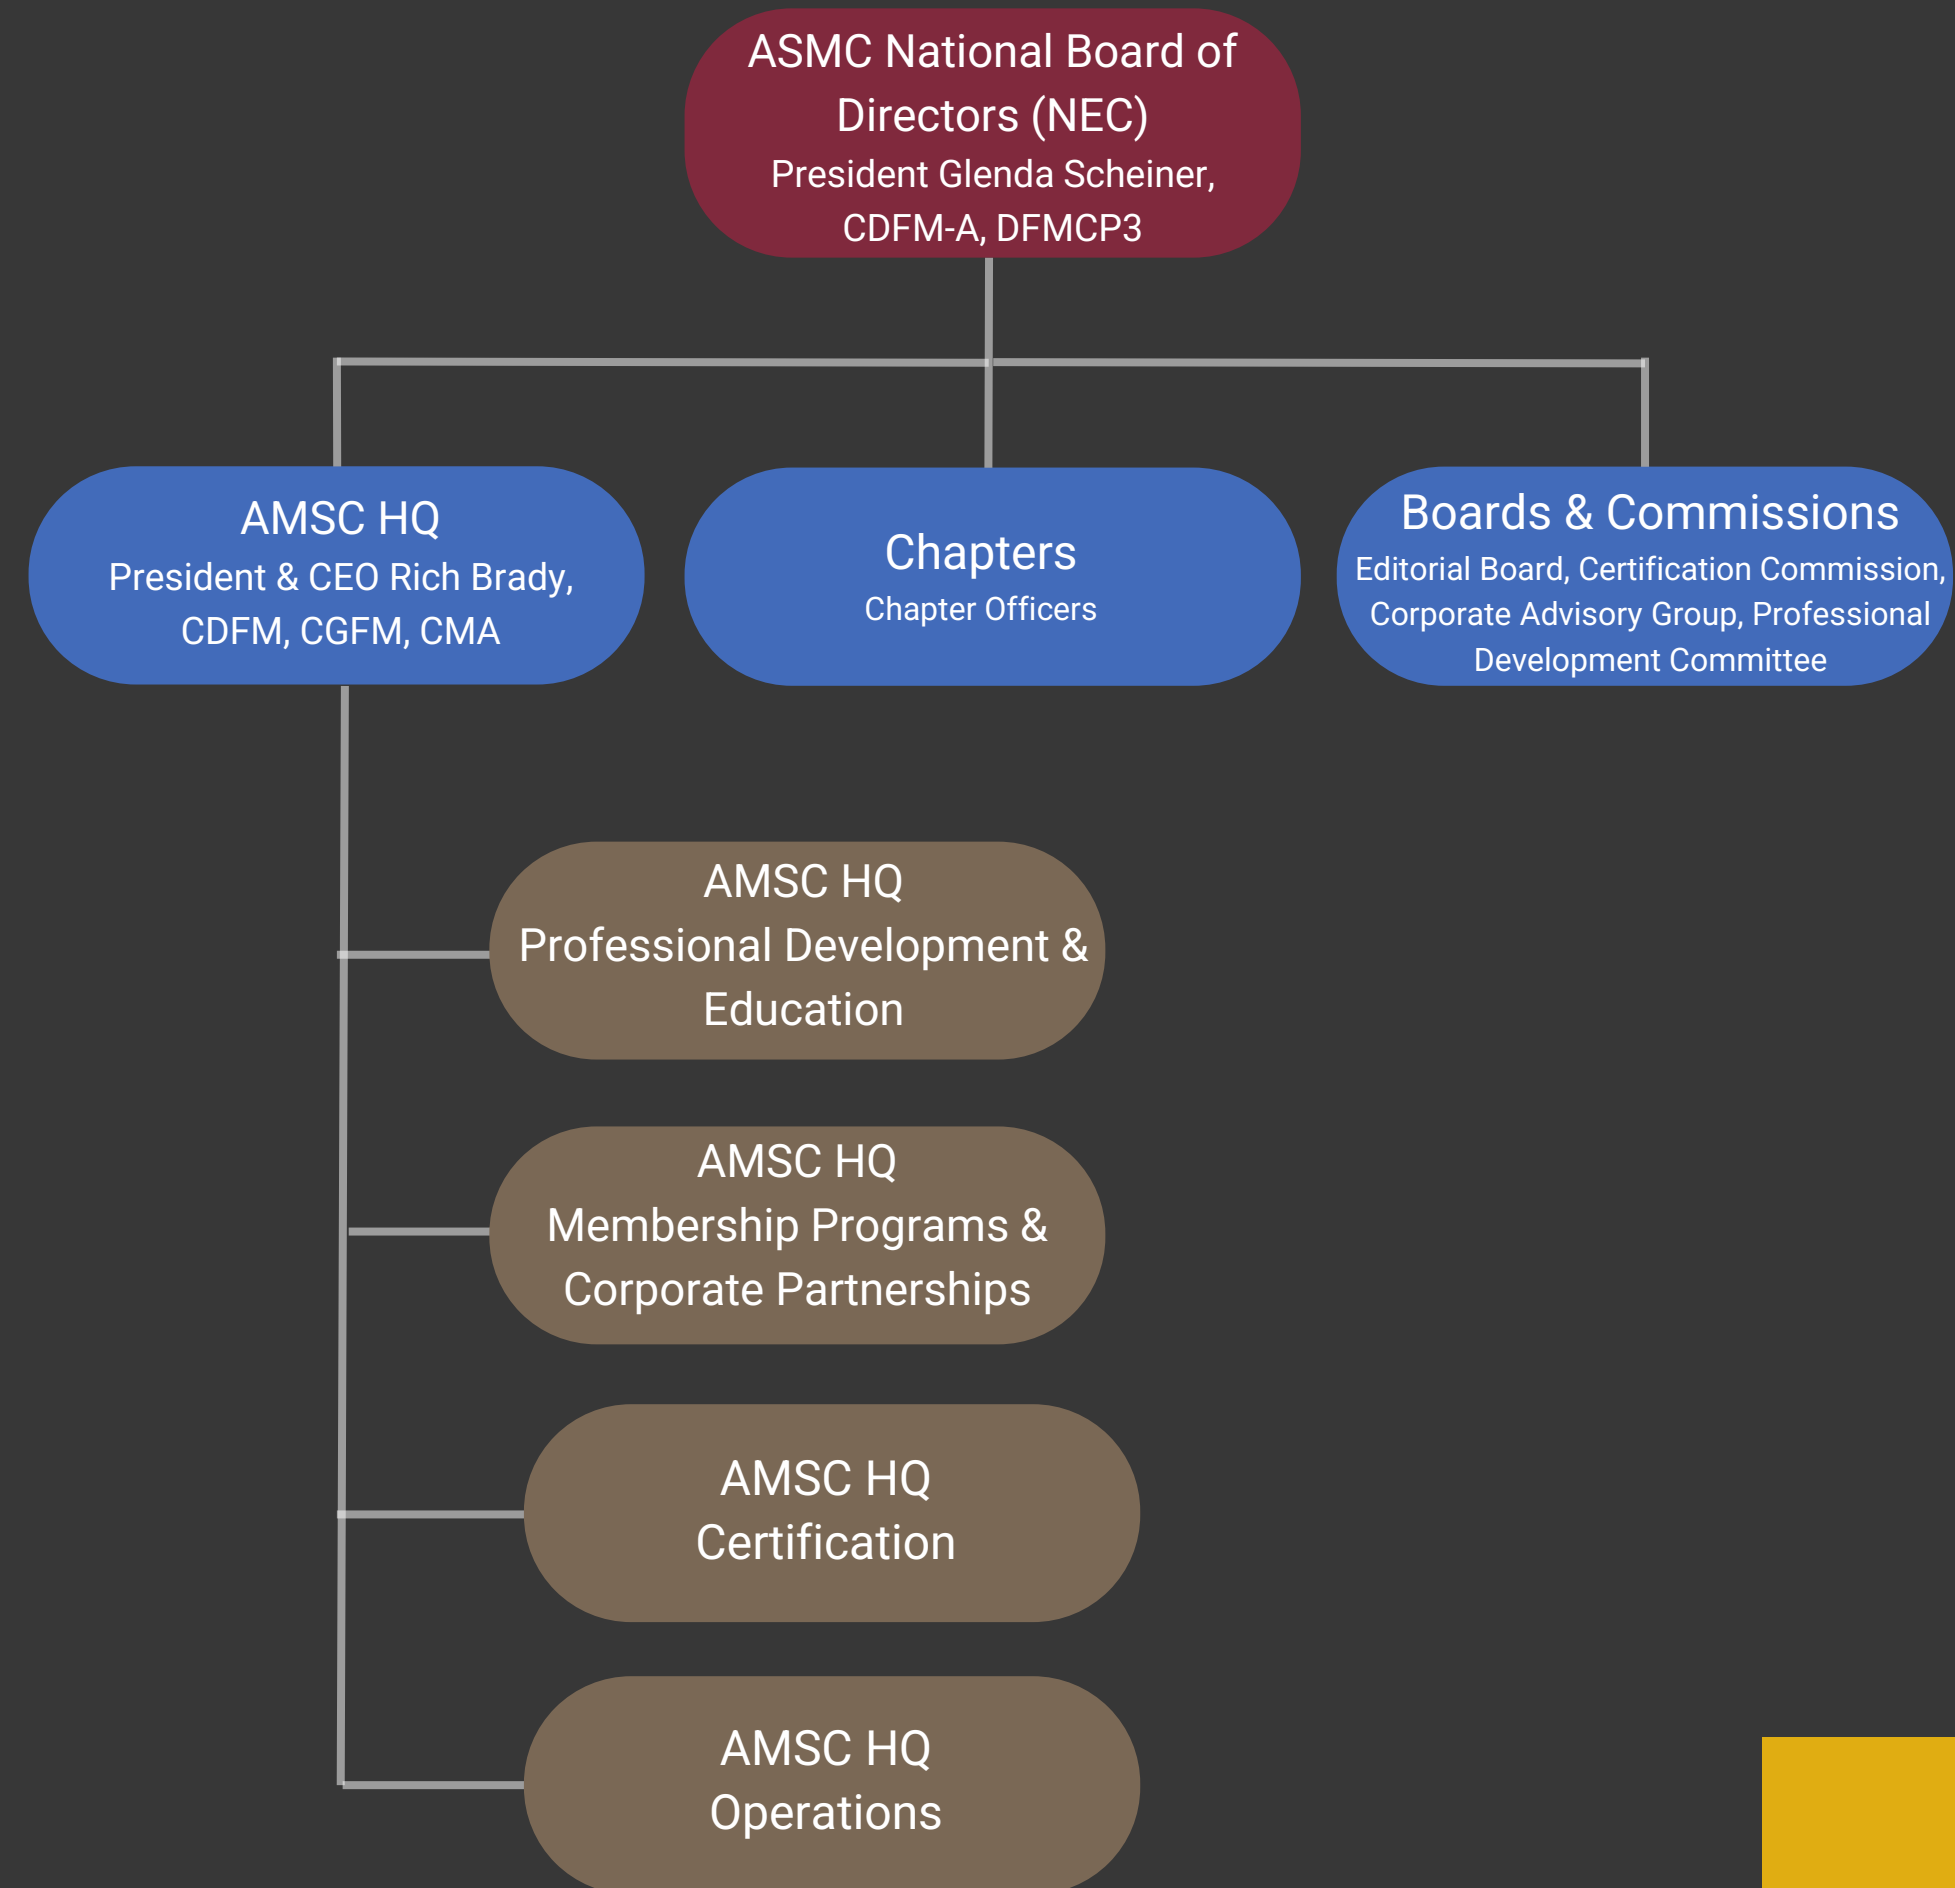 ASMC National Board of
Directors (NEC)
President Glenda Scheiner,
CDFM-A, DFMCP3
AMSC HQ
President & CEO Rich Brady,
CDFM, CGFM, CMA
Chapters
Chapter Officers
Boards & Commissions
Editorial Board, Certification Commission,
Corporate Advisory Group, Professional
Development Committee
AMSC HQ
Professional Development &
Education
AMSC HQ
Membership Programs &
Corporate Partnerships
AMSC HQ
Certification
AMSC HQ
Operations